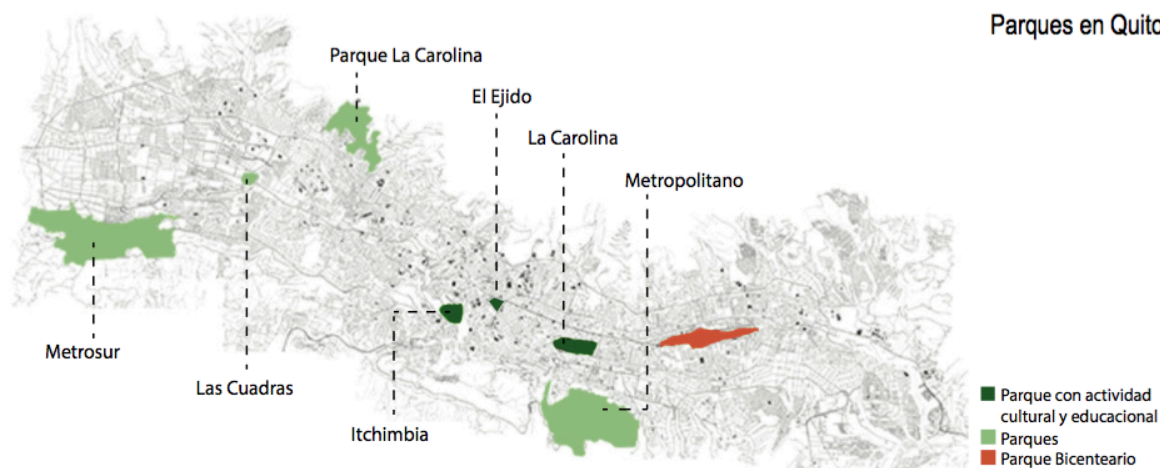 Parques en Quito
Parque La Carolina
El Ejido
La Carolina
Metropolitano
Metrosur
Las Cuadras
Itchimbia
Parque con actividad
cultural y educacional
Parques
Parque Bicenteario